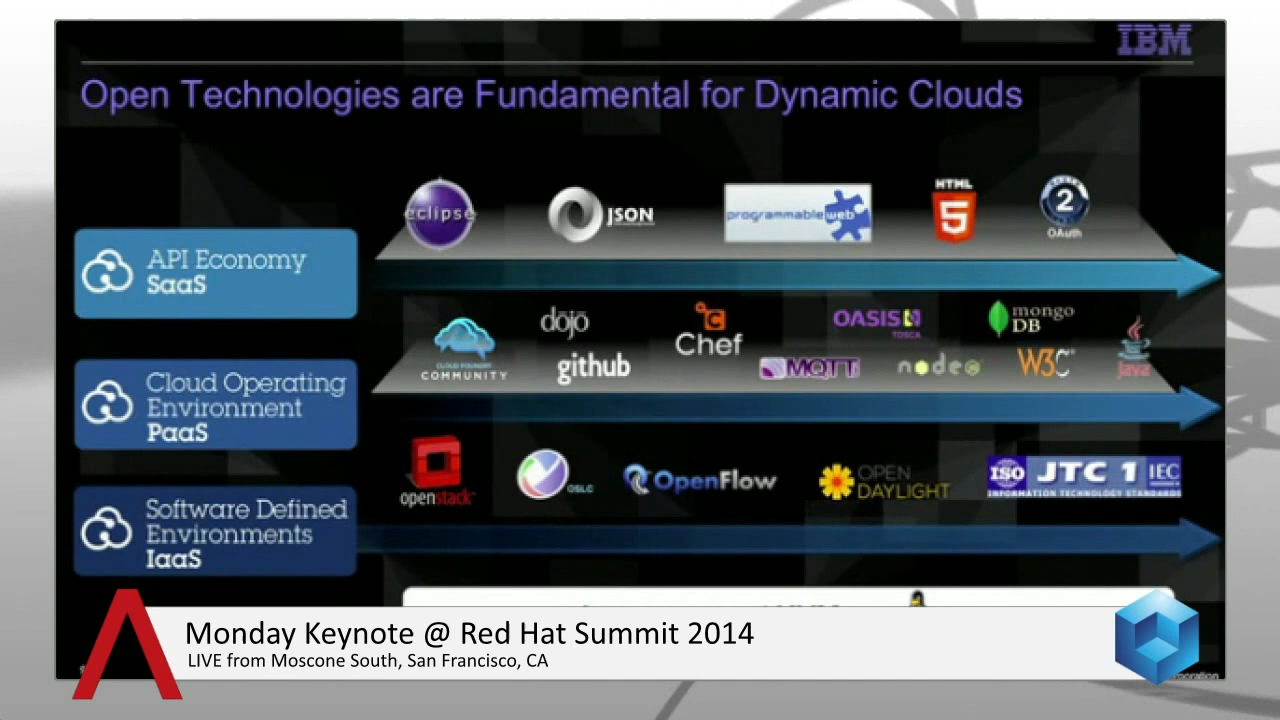 IBM
Open Technologies are Fundamental for Dynamic Clouds
eclipse
JSON
programmableweb
HTML
5
2
OAuth
API Economy
SaaS
dojo
Chef
OASIS
TOSCA
mongo
DB
CLOUD FOUNDRY
COMMUNITY
github
MQTT
node
W3C
Java
Cloud Operating
Environment
PaaS
openstack
OSLC
OpenFlow
OPEN
DAYLIGHT
ISO JTC 1 IEC
INFORMATION TECHNOLOGY STANDARDS
Software Defined
Environments
IaaS
Monday Keynote @ Red Hat Summit 2014
LIVE from Moscone South, San Francisco, CA